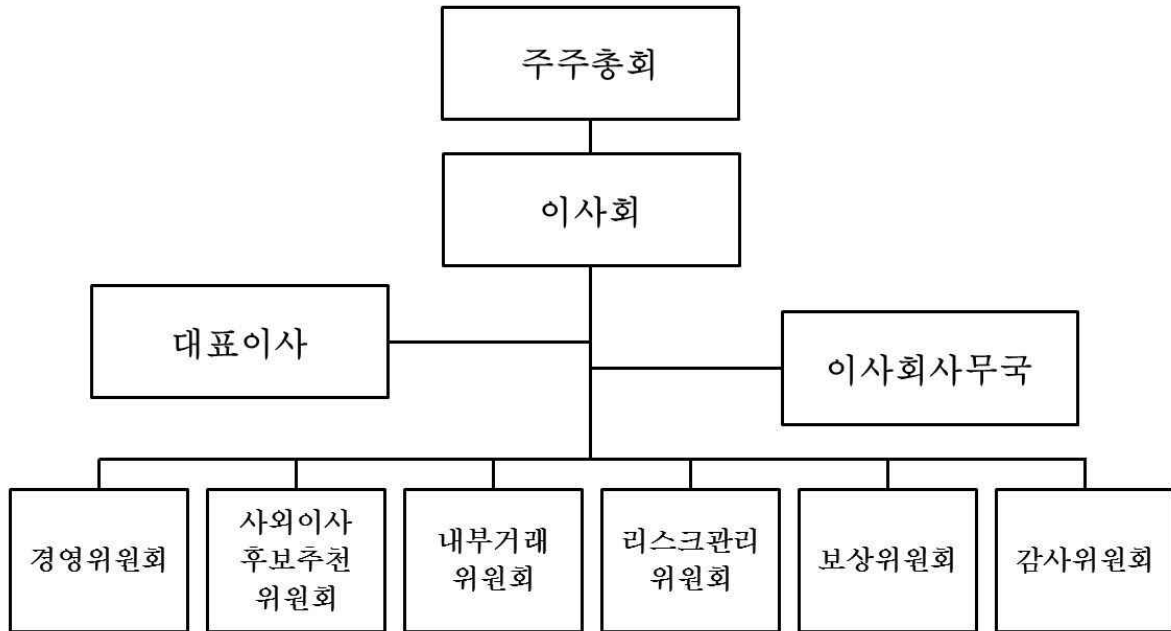 주주총회
이사회
대표이사
이사회사무국
경영위원회
사외이사
후보추천
위원회
내부거래
위원회
리스크관리
위원회
보상위원회
감사위원회